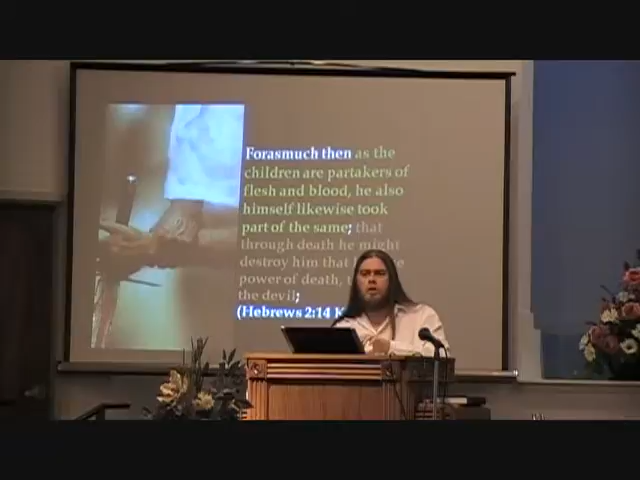 Forasmuch then as the
children are partakers of
flesh and blood, he also
himself likewise took
part of the same; that
through death he might
destroy him that
power of death,
the devil;
(Hebrews 2:14